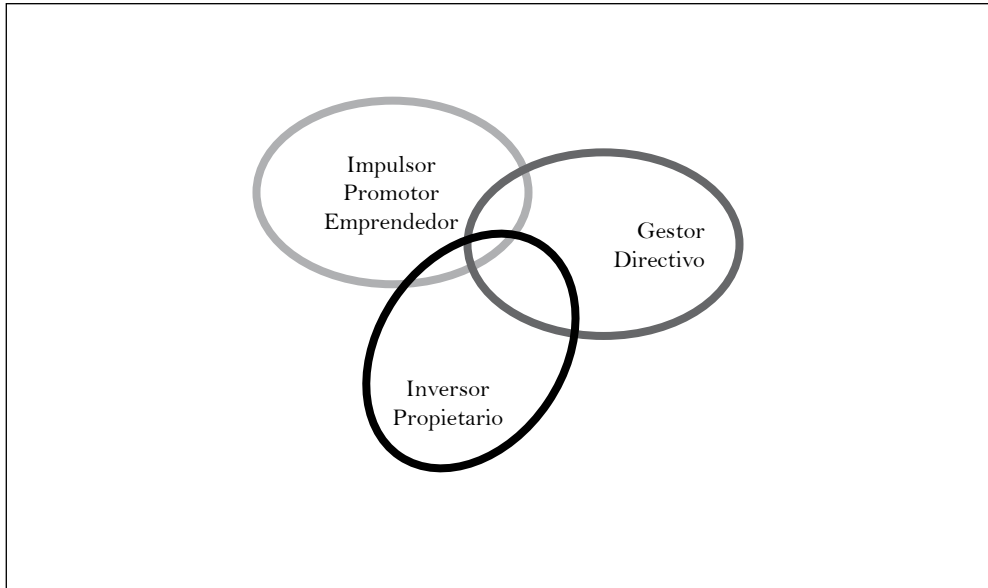 Impulsor
Promotor
Emprendedor
Gestor
Directivo
Inversor
Propietario